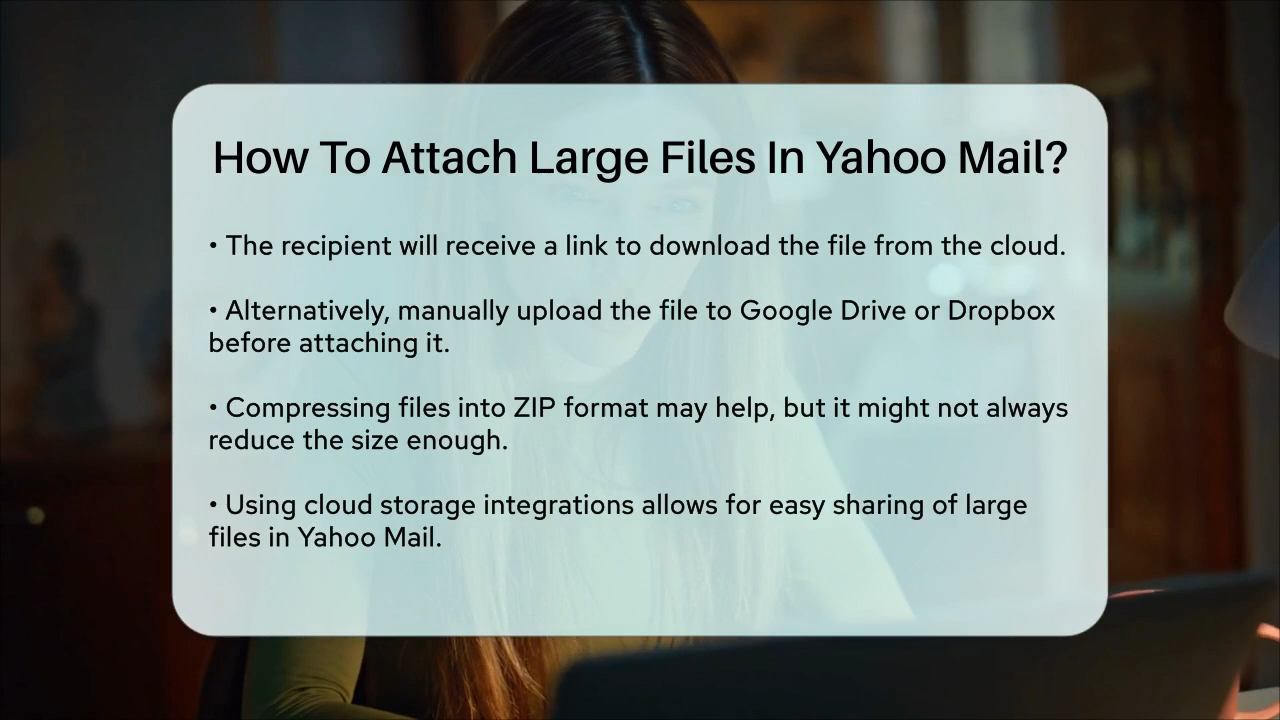 How To Attach Large Files In Yahoo Mail?
• The recipient will receive a link to download the file from the cloud.
• Alternatively, manually upload the file to Google Drive or Dropbox
before attaching it.
• Compressing files into ZIP format may help, but it might not always
reduce the size enough.
• Using cloud storage integrations allows for easy sharing of large
files in Yahoo Mail.